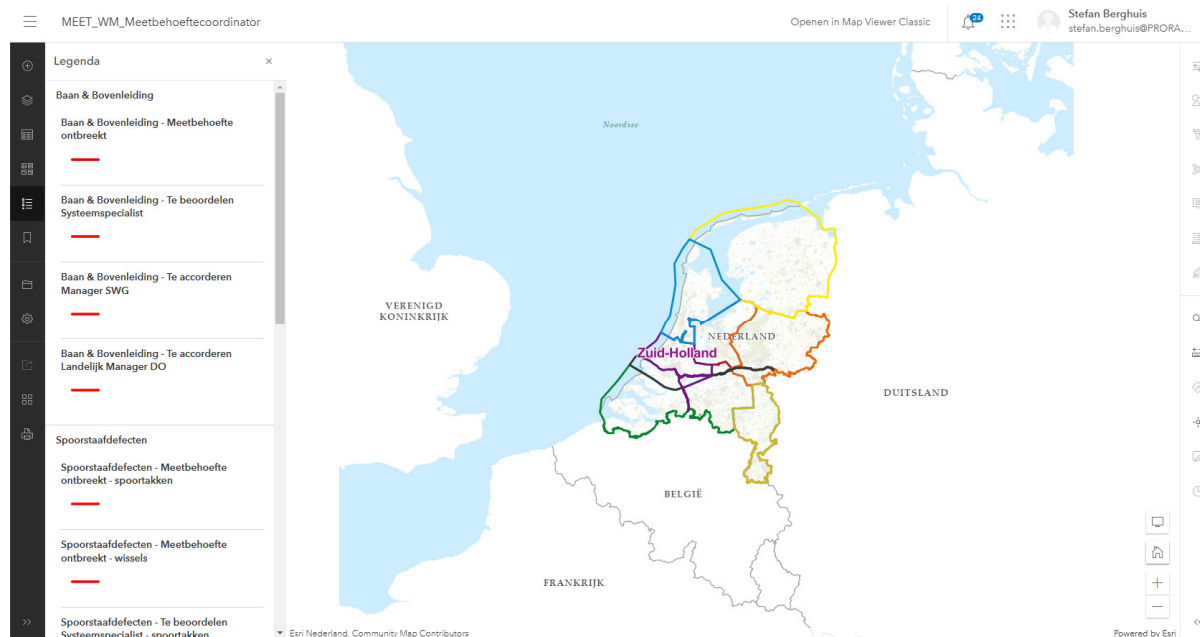 MEET_WM_Meetbehoeftecoordinator
Openen in Map Viewer Classic
24
Stefan Berghuis
stefan.berghuis@PRORA...
Legenda
Baan & Bovenleiding
Baan & Bovenleiding - Meetbehoefte
ontbreekt
Baan & Bovenleiding - Te beoordelen
Systeemspecialist
Baan & Bovenleiding - Te accorderen
Manager SWG
Baan & Bovenleiding - Te accorderen
Landelijk Manager DO
Spoorstaafdefecten
Spoorstaafdefecten - Meetbehoefte
ontbreekt - spoortakken
Spoorstaafdefecten - Meetbehoefte
ontbreekt - wissels
Spoorstaafdefecten - Te beoordelen
Systeemspecialist - spoortakken
Noordzee
VERENIGD
KONINKRIJK
NEDERLAND
Zuid-Holland
DUITSLAND
BELGIË
FRANKRIJK
Esri Nederland, Community Map Contributors
Powered by Esri